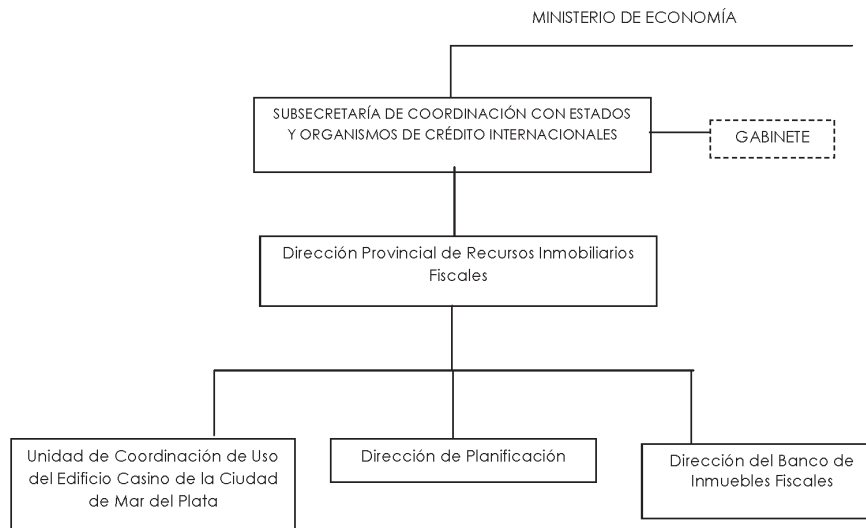 MINISTERIO DE ECONOMÍA
SUBSECRETARÍA DE COORDINACIÓN CON ESTADOS
Y ORGANISMOS DE CRÉDITO INTERNACIONALES
GABINETE
Dirección Provincial de Recursos Inmobiliarios
Fiscales
Unidad de Coordinación de Uso
del Edificio Casino de la Ciudad
de Mar del Plata
Dirección de Planificación
Dirección del Banco de
Inmuebles Fiscales